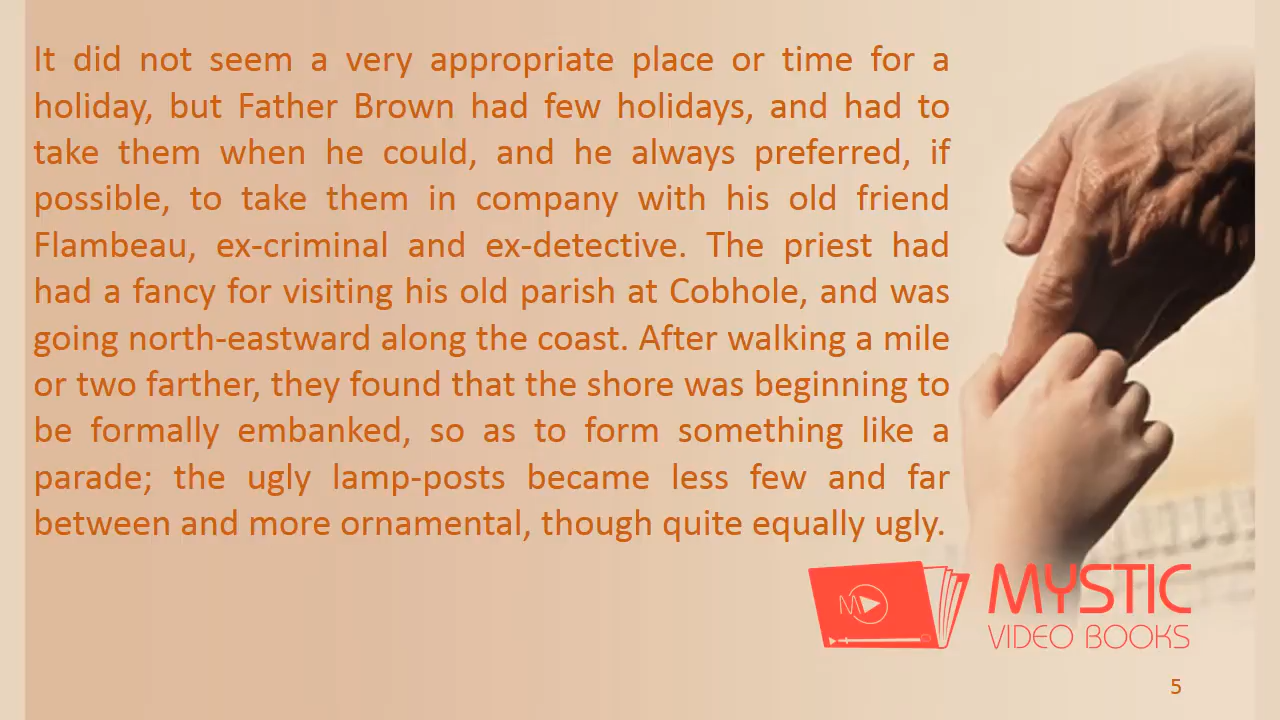 It did not seem a very appropriate place or time for a
holiday, but Father Brown had few holidays, and had to
take them when he could, and he always preferred, if
possible, to take them in company with his old friend
Flambeau, ex-criminal and ex-detective. The priest had
had a fancy for visiting his old parish at Cobhole, and was
going north-eastward along the coast. After walking a mile
or two farther, they found that the shore was beginning to
be formally embanked, so as to form something like a
parade; the ugly lamp-posts became less few and far
between and more ornamental, though quite equally ugly.
M
MYSTIC
VIDEO BOOKS
5